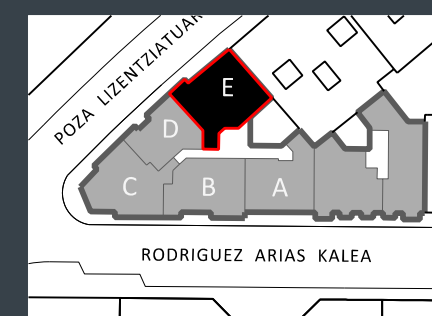 POZA LIZENTZIATUAR
E
D
C
B
A
RODRIGUEZ ARIAS KALEA